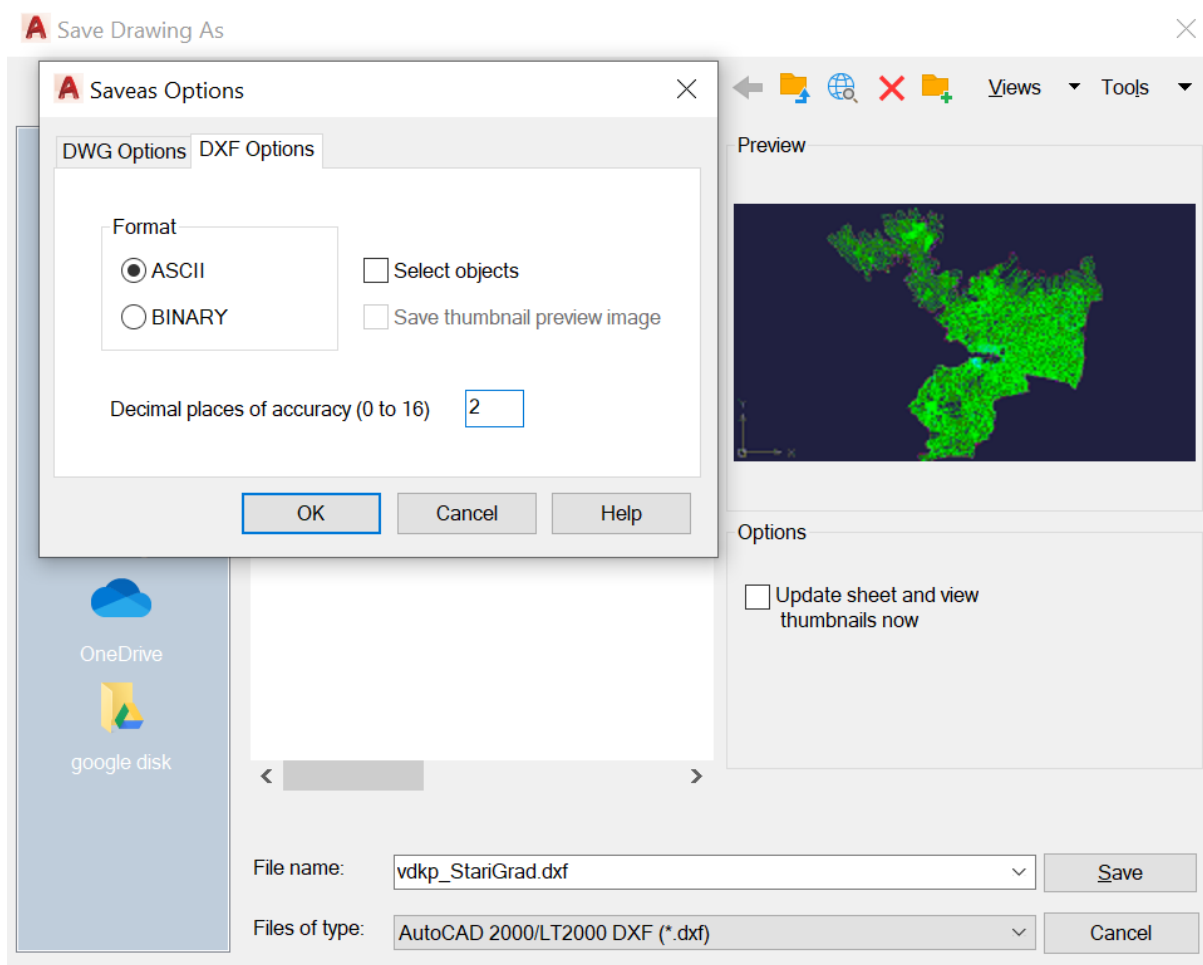 Save Drawing As
Saveas Options
Views
Tools
DWG Options
DXF Options
Preview
Format
ASCII
Select objects
BINARY
Save thumbnail preview image
Decimal places of accuracy (0 to 16)
2
Y
X
OK
Cancel
Help
Options
Update sheet and view
thumbnails now
OneDrive
google disk
File name:
vdkp_StariGrad.dxf
Save
Files of type:
AutoCAD 2000/LT2000 DXF (*.dxf)
Cancel